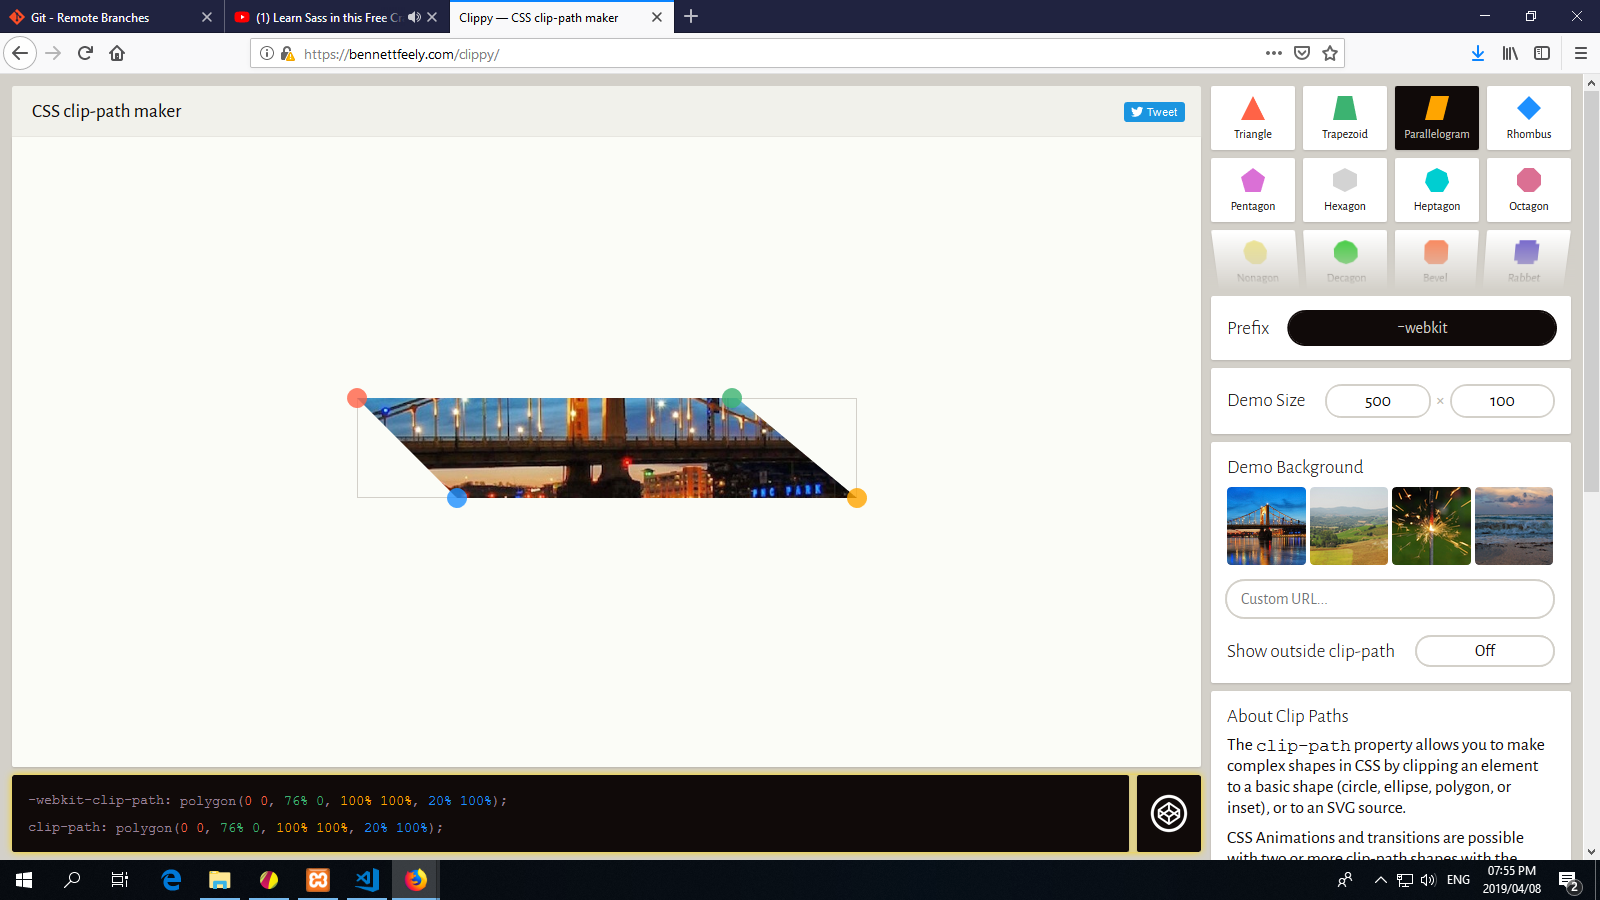 Git - Remote Branches
(1) Learn Sass in this Free Cr
Clippy — CSS clip-path maker
https://bennettfeely.com/clippy/
CSS clip-path maker
Tweet
Triangle
Trapezoid
Parallelogram
Rhombus
Pentagon
Hexagon
Heptagon
Octagon
Nonagon
Decagon
Bevel
Rabbet
Prefix
-webkit
Demo Size
500
×
100
Demo Background
PNC PARK
Custom URL...
Show outside clip-path
Off
About Clip Paths
The clip-path property allows you to make
complex shapes in CSS by clipping an element
to a basic shape (circle, ellipse, polygon, or
inset), or to an SVG source.
CSS Animations and transitions are possible
with two or more clip-path shapes with the
-webkit-clip-path: polygon(0 0, 76% 0, 100% 100%, 20% 100%);
clip-path: polygon(0 0, 76% 0, 100% 100%, 20% 100%);
ENG
07:55 PM
2019/04/08
2